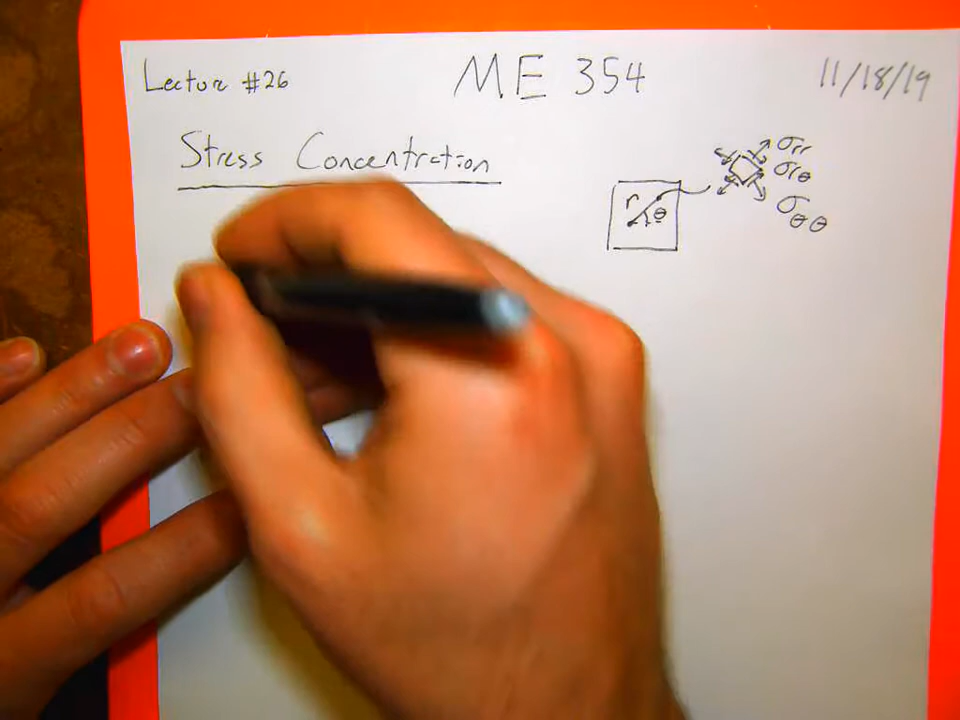 Lecture #26
ME 354
11/18/19
Stress Concentration
σrr
σrθ
σθθ
r
θ